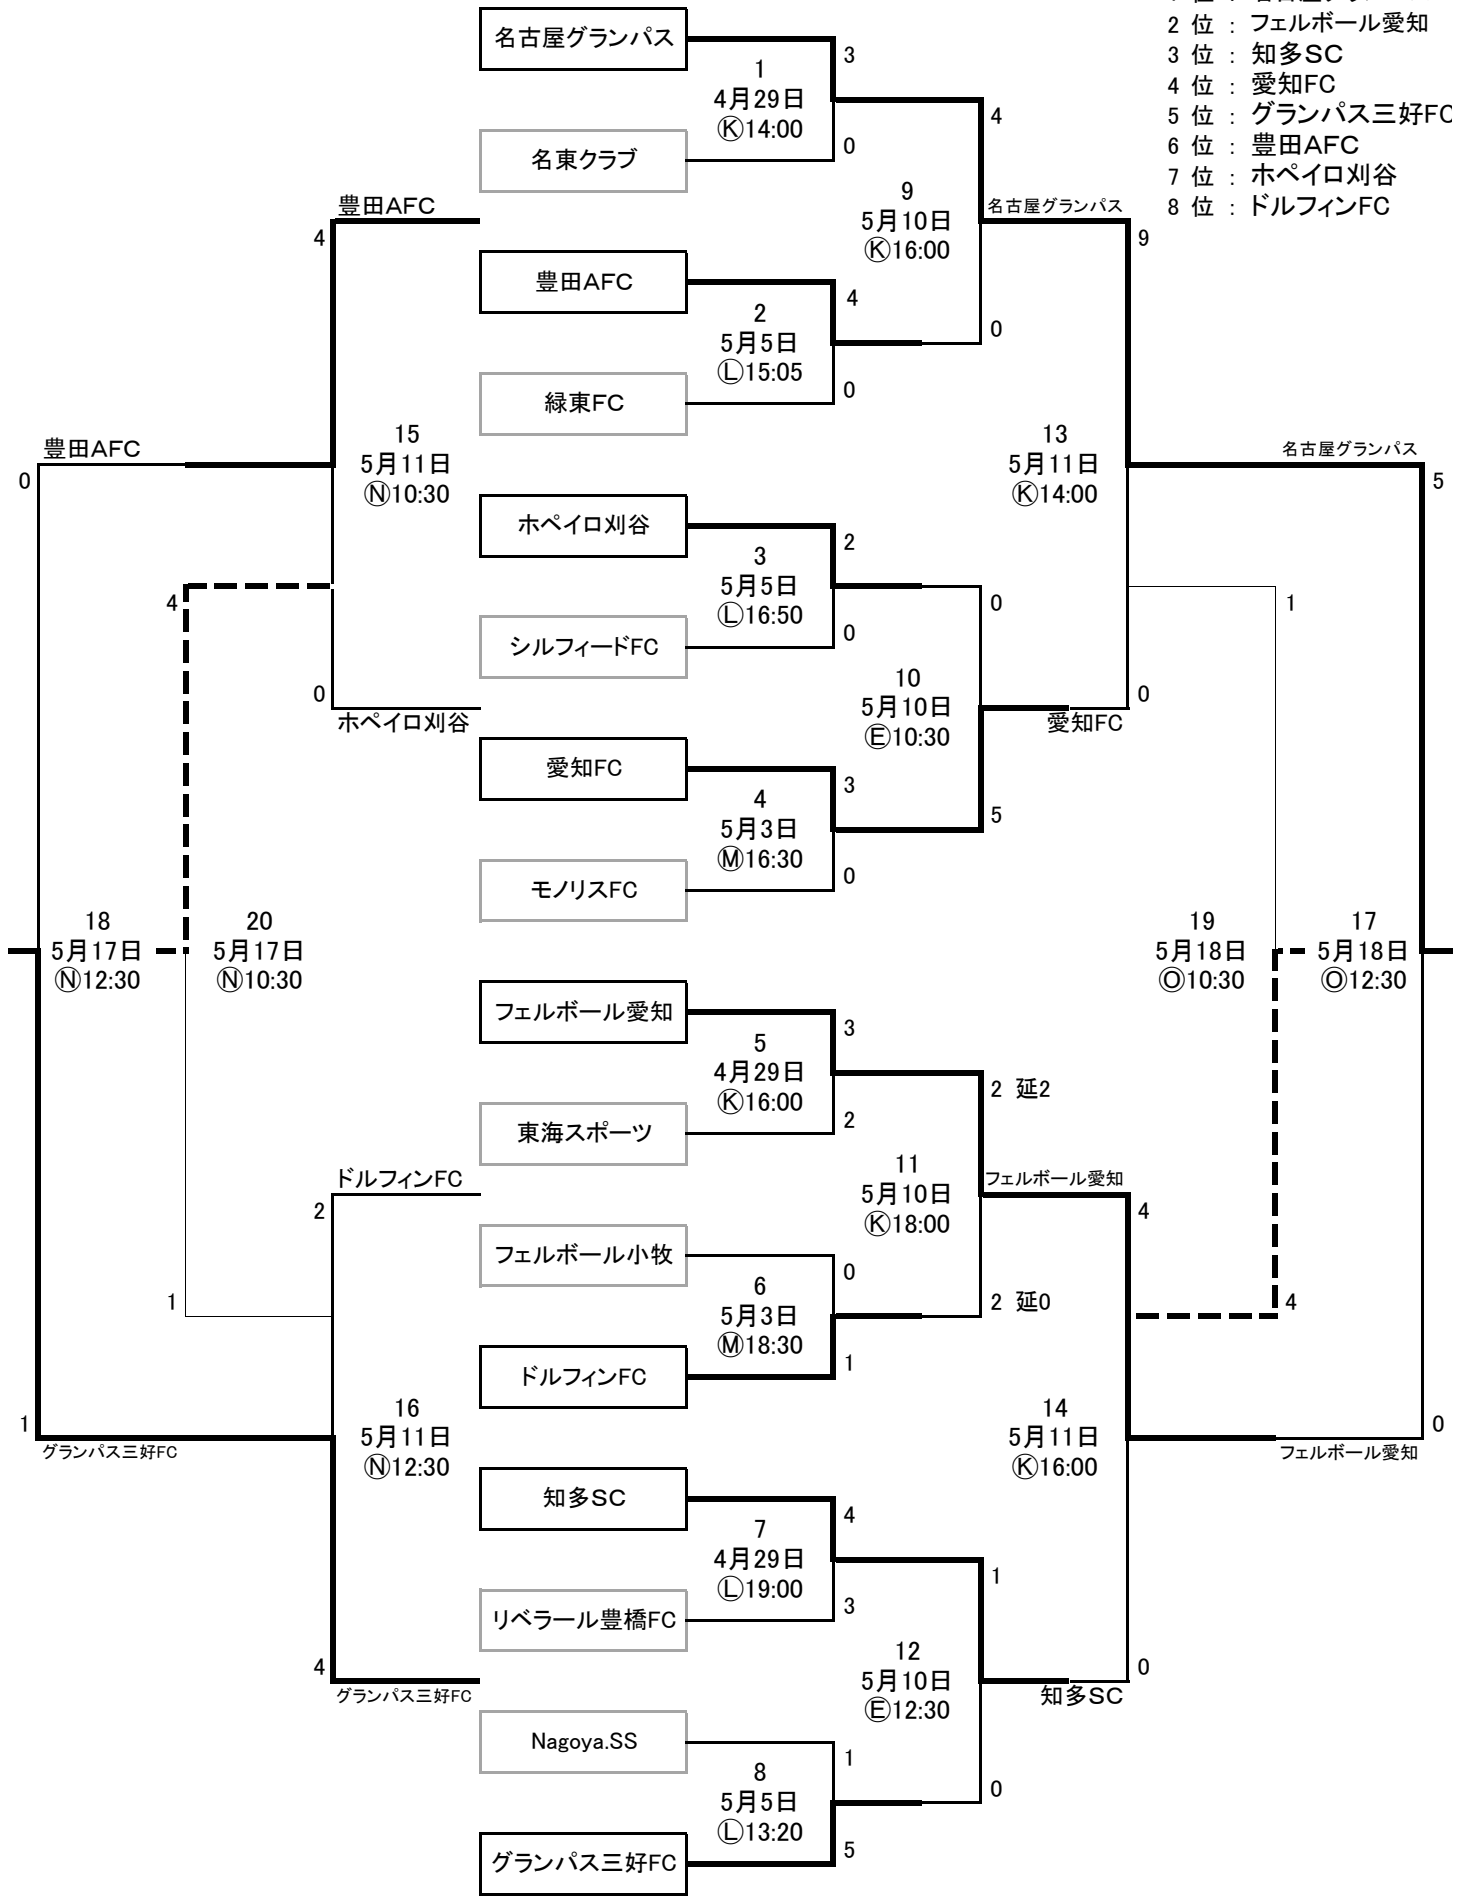 2 位 : フェルボール愛知
3 位 : 知多SC
4 位 : 愛知FC
5 位 : グランパス三好FC
6 位 : 豊田AFC
7 位 : ホペイロ刈谷
8 位 : ドルフィンFC
名古屋グランパス
3
1
4月29日
Ⓚ14:00
4
名東クラブ
0
9
5月10日
Ⓚ16:00
豊田AFC
名古屋グランパス
4
9
豊田AFC
4
2
5月5日
Ⓛ15:05
0
緑東FC
0
豊田AFC
0
15
5月11日
Ⓝ10:30
13
5月11日
Ⓚ14:00
名古屋グランパス
5
ホペイロ刈谷
2
3
5月5日
Ⓛ16:50
4
0
1
シルフィードFC
0
10
5月10日
Ⓔ10:30
0
ホペイロ刈谷
0
愛知FC
愛知FC
3
4
5月3日
Ⓜ16:30
5
モノリスFC
0
18
5月17日
Ⓝ12:30
20
5月17日
Ⓝ10:30
19
5月18日
Ⓞ10:30
17
5月18日
Ⓞ12:30
フェルボール愛知
3
5
4月29日
Ⓚ16:00
2 延2
東海スポーツ
2
11
5月10日
Ⓚ18:00
ドルフィンFC
2
フェルボール愛知
4
フェルボール小牧
0
6
5月3日
Ⓜ18:30
1
2 延0
4
ドルフィンFC
1
1
グランパス三好FC
16
5月11日
Ⓝ12:30
14
5月11日
Ⓚ16:00
0
フェルボール愛知
知多SC
4
7
4月29日
Ⓛ19:00
1
リベラール豊橋FC
3
12
5月10日
Ⓔ12:30
4
グランパス三好FC
0
知多SC
Nagoya.SS
1
8
5月5日
Ⓛ13:20
0
グランパス三好FC
5